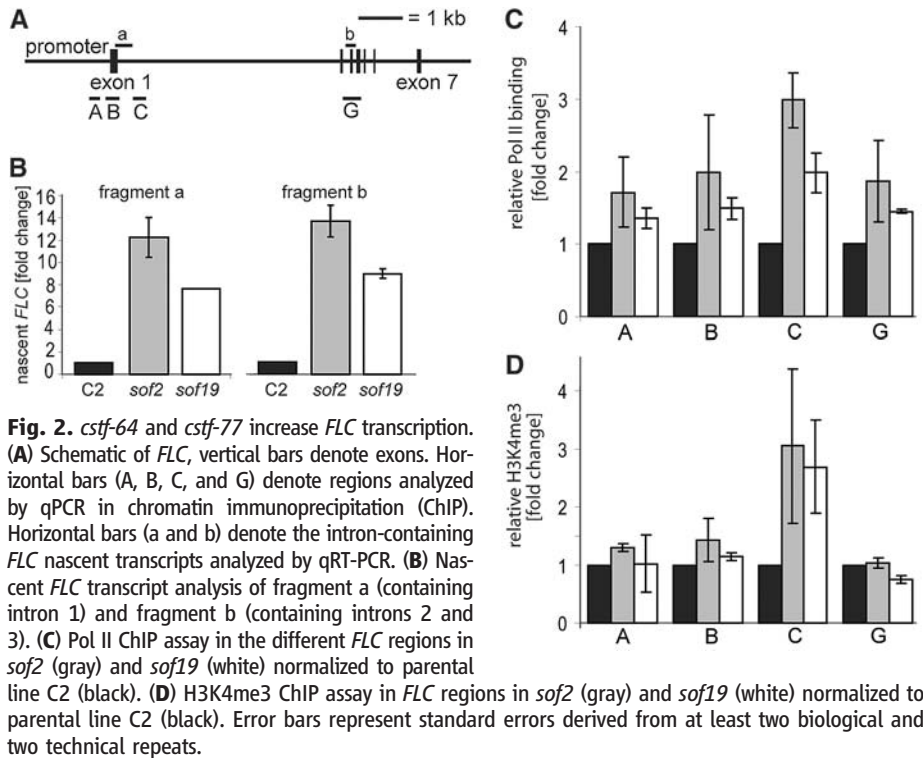 A
= 1 kb
promoter
a
b
exon 1
exon 7
A B C
G
B
nascent FLC [fold change]
16
14
12
10
8
6
4
2
0
fragment a
fragment b
C2 sof2 sof19
C2 sof2 sof19
C
relative Pol II binding
[fold change]
4
3
2
1
0
A B C G
D
relative H3K4me3
[fold change]
4
3
2
1
0
A B C G
Fig. 2. cstf-64 and cstf-77 increase FLC transcription.
(A) Schematic of FLC, vertical bars denote exons. Hor-
izontal bars (A, B, C, and G) denote regions analyzed
by qPCR in chromatin immunoprecipitation (ChIP).
Horizontal bars (a and b) denote the intron-containing
FLC nascent transcripts analyzed by qRT-PCR. (B) Nas-
cent FLC transcript analysis of fragment a (containing
intron 1) and fragment b (containing introns 2 and
3). (C) Pol II ChIP assay in the different FLC regions in
sof2 (gray) and sof19 (white) normalized to parental
line C2 (black). (D) H3K4me3 ChIP assay in FLC regions in sof2 (gray) and sof19 (white) normalized to
parental line C2 (black). Error bars represent standard errors derived from at least two biological and
two technical repeats.